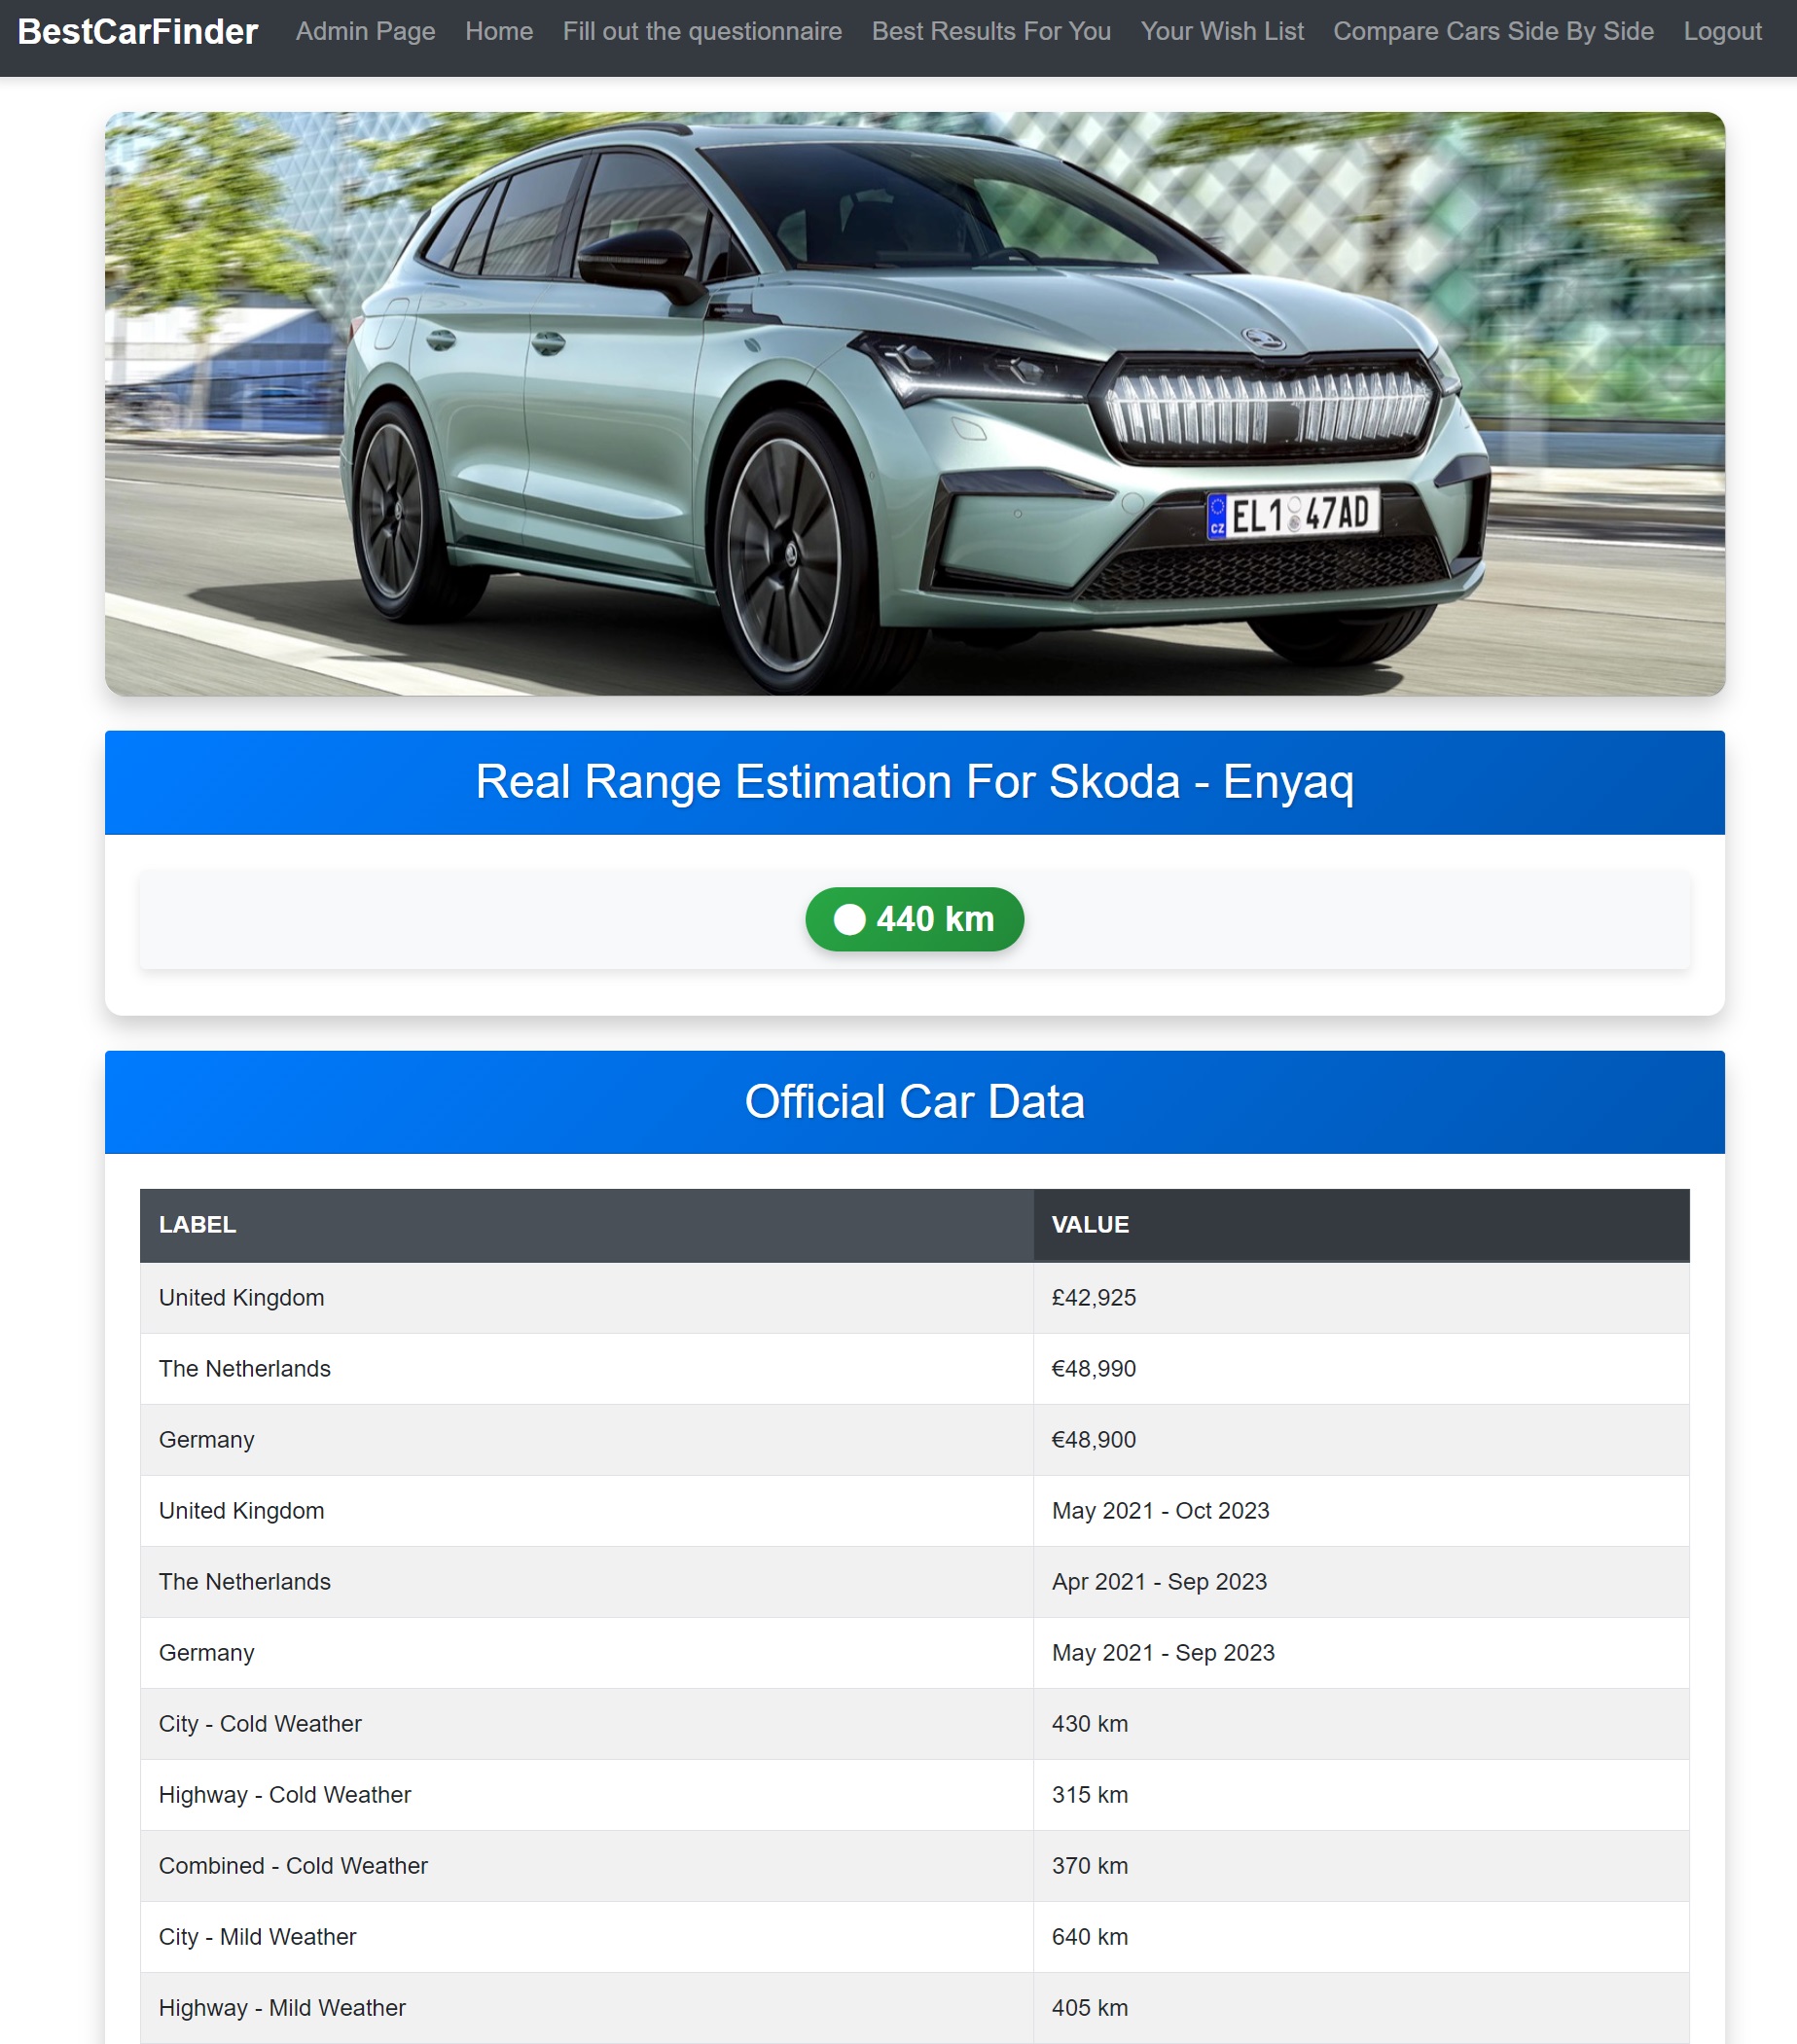 BestCarFinder Admin Page Home Fill out the questionnaire Best Results For You Your Wish List Compare Cars Side By Side Logout
CZ EL1 47AD
Real Range Estimation For Skoda - Enyaq
440 km
Official Car Data
LABEL VALUE
United Kingdom £42,925
The Netherlands €48,990
Germany €48,900
United Kingdom May 2021 - Oct 2023
The Netherlands Apr 2021 - Sep 2023
Germany May 2021 - Sep 2023
City - Cold Weather 430 km
Highway - Cold Weather 315 km
Combined - Cold Weather 370 km
City - Mild Weather 640 km
Highway - Mild Weather 405 km